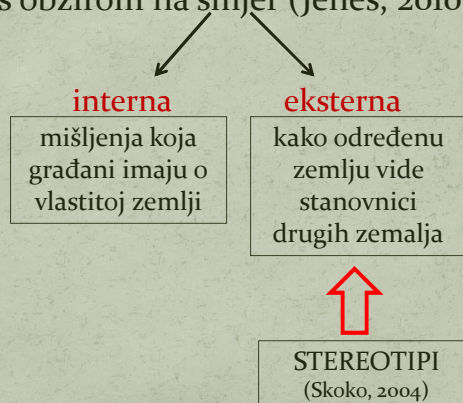 s obzirom na smjer (Jenes, 2010
interna
eksterna
mišljenja koja
građani imaju o
vlastitoj zemlji
kako određenu
zemlju vide
stanovnici
drugih zemalja
STEREOTIPI
(Skoko, 2004)